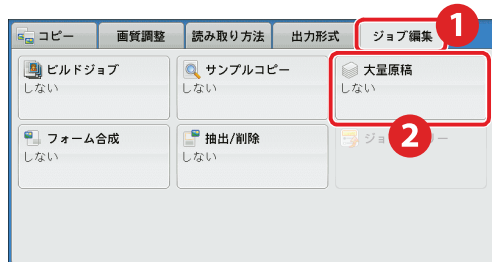 コピー 画質調整 読み取り方法 出力形式 ジョブ編集 1
ビルドジョブ サンプルコピー 大量原稿
しない しない しない
2
フォーム合成 抽出/削除
しない しない